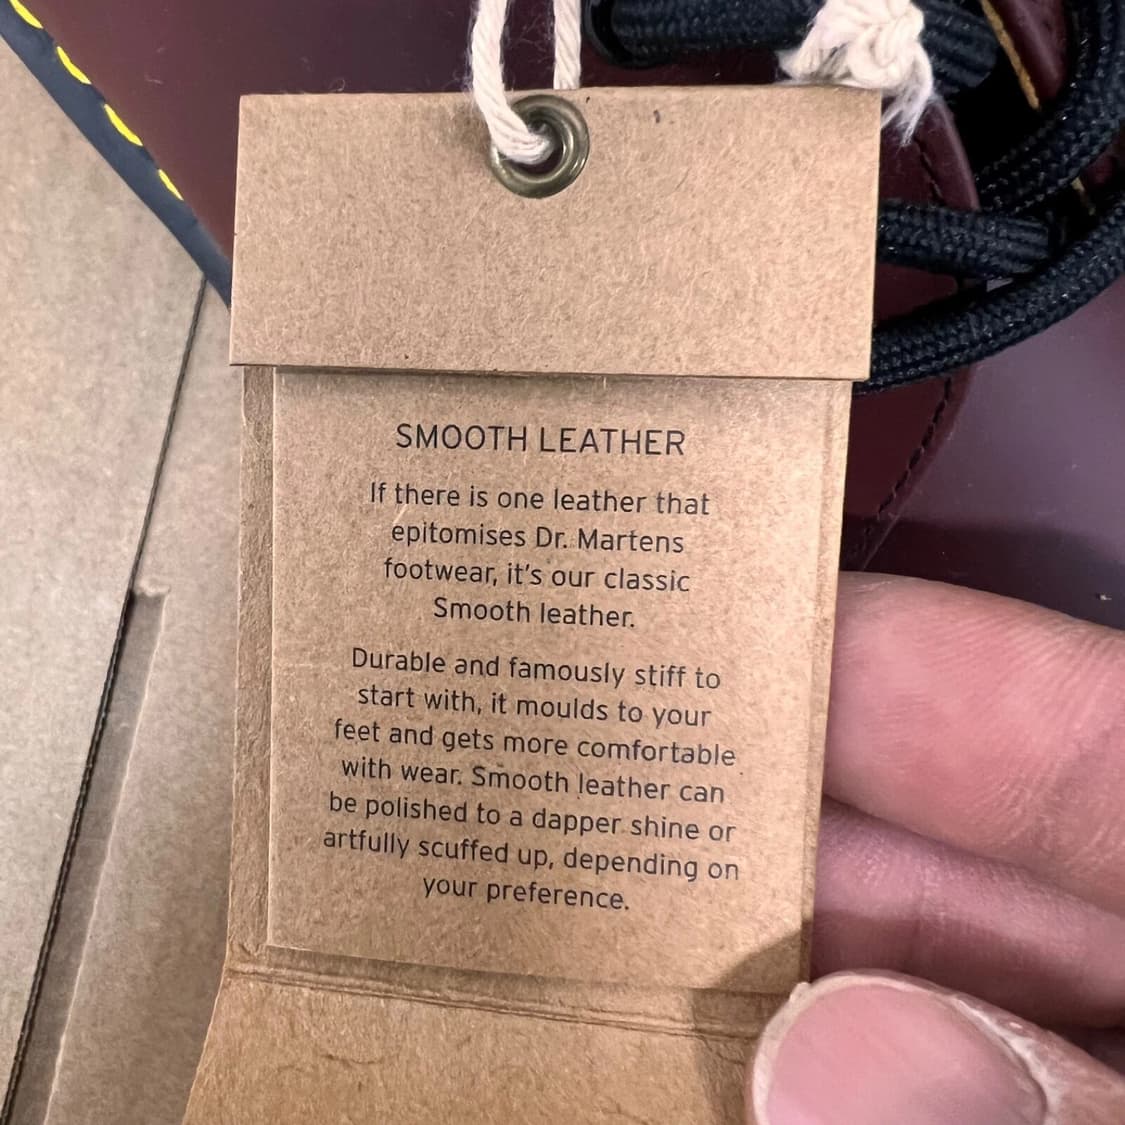 SMOOTH LEATHER
If there is one leather that
epitomises Dr. Martens
footwear, it's our classic
Smooth leather.
Durable and famously stiff to
start with, it moulds to your
feet and gets more comfortable
with wear. Smooth leather can
be polished to a dapper shine or
artfully scuffed up, depending on
your preference.